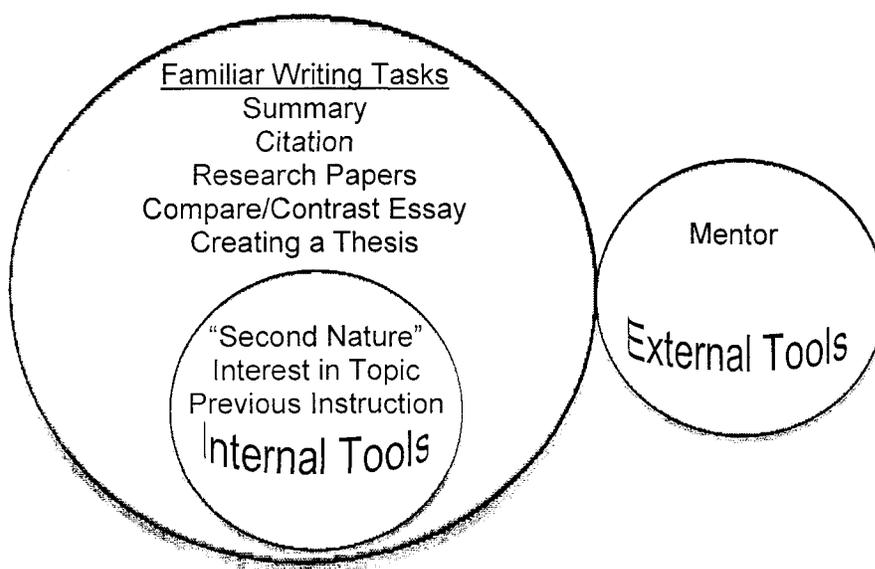 Familiar Writing Tasks
Summary
Citation
Research Papers
Compare/Contrast Essay
Creating a Thesis
“Second Nature”
Interest in Topic
Previous Instruction
Internal Tools
Mentor
External Tools